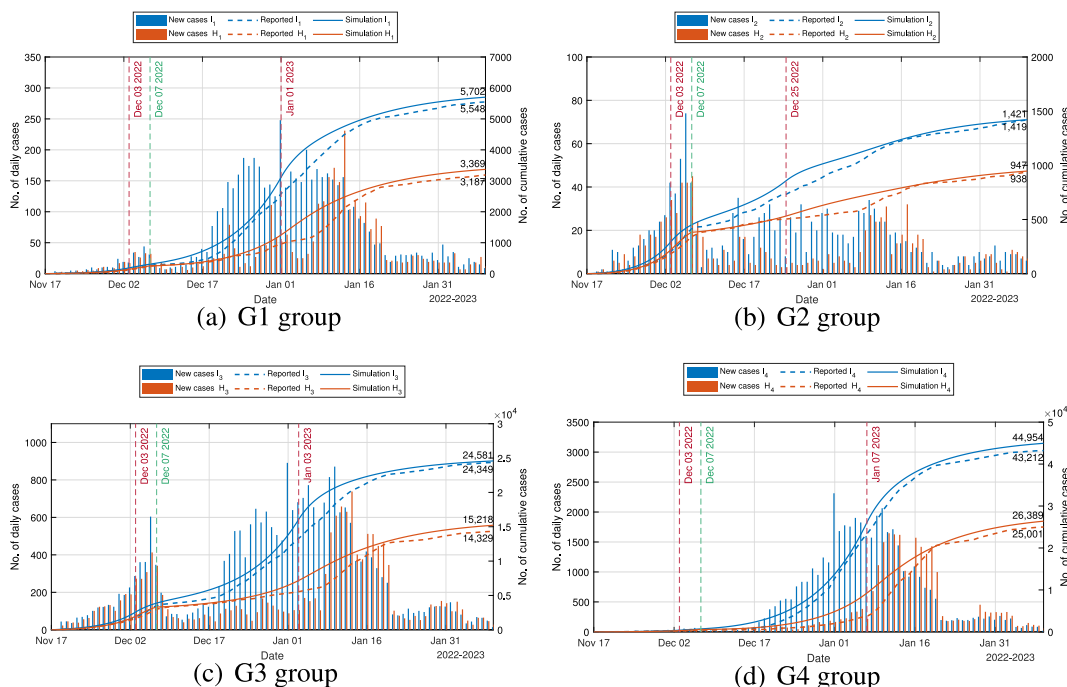 New cases I1 Reported I1 Simulation I1
New cases H1 Reported H1 Simulation H1
350 7000
300 6000
250 5000
200 4000
150 3000
100 2000
50 1000
0 0
No. of daily cases
No. of cumulative cases
Dec 03 2022
Dec 07 2022
Jan 01 2023
5,702
5,548
3,369
3,187
Nov 17 Dec 02 Dec 17 Jan 01 Jan 16 Jan 31
Date 2022-2023
(a) G1 group
New cases I2 Reported I2 Simulation I2
New cases H2 Reported H2 Simulation H2
100 2000
80 1500
60 1000
40 500
20 0
0
No. of daily cases
No. of cumulative cases
Dec 03 2022
Dec 07 2022
Dec 25 2022
1,421
1,419
947
938
Nov 17 Dec 02 Dec 17 Jan 01 Jan 16 Jan 31
Date 2022-2023
(b) G2 group
New cases I3 Reported I3 Simulation I3
New cases H3 Reported H3 Simulation H3
×10^4
1000 3
800 2.5
600 2
400 1.5
200 1
0 0.5
0
No. of daily cases
No. of cumulative cases
Dec 03 2022
Dec 07 2022
Jan 03 2023
24,581
24,349
15,218
14,329
Nov 17 Dec 02 Dec 17 Jan 01 Jan 16 Jan 31
Date 2022-2023
(c) G3 group
New cases I4 Reported I4 Simulation I4
New cases H4 Reported H4 Simulation H4
×10^4
3500 5
3000 4
2500 3
2000 2
1500 1
1000 0
500
0
No. of daily cases
No. of cumulative cases
Dec 03 2022
Dec 07 2022
Jan 07 2023
44,954
43,212
26,389
25,001
Nov 17 Dec 02 Dec 17 Jan 01 Jan 16 Jan 31
Date 2022-2023
(d) G4 group